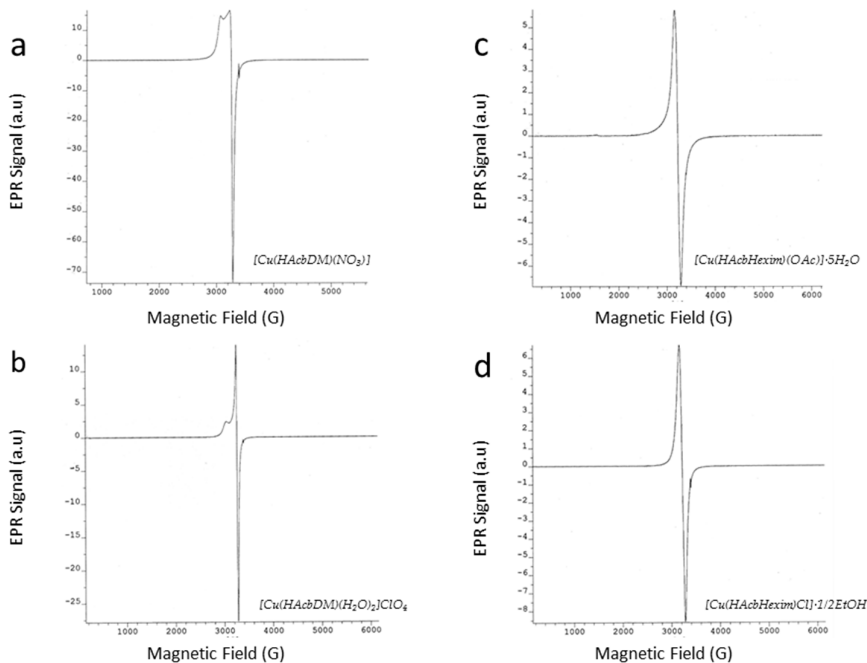 a
10
0
−10
−20
−30
−40
−50
−60
−70
1000 2000 3000 4000 5000
EPR Signal (a.u)
Magnetic Field (G)
[Cu(HAcbDM)(NO₃)]
c
5
4
3
2
1
0
−1
−2
−3
−4
−5
−6
1000 2000 3000 4000 5000 6000
EPR Signal (a.u)
Magnetic Field (G)
[Cu(HAcbHexim)(OAc)]·5H₂O
b
10
5
0
−5
−10
−15
−20
−25
1000 2000 3000 4000 5000 6000
EPR Signal (a.u)
Magnetic Field (G)
[Cu(HAcbDM)(H₂O)₂]ClO₄
d
6
5
4
3
2
1
0
−1
−2
−3
−4
−5
−6
−7
−8
1000 2000 3000 4000 5000 6000
EPR Signal (a.u)
Magnetic Field (G)
[Cu(HAcbHexim)Cl]·1/2EtOH